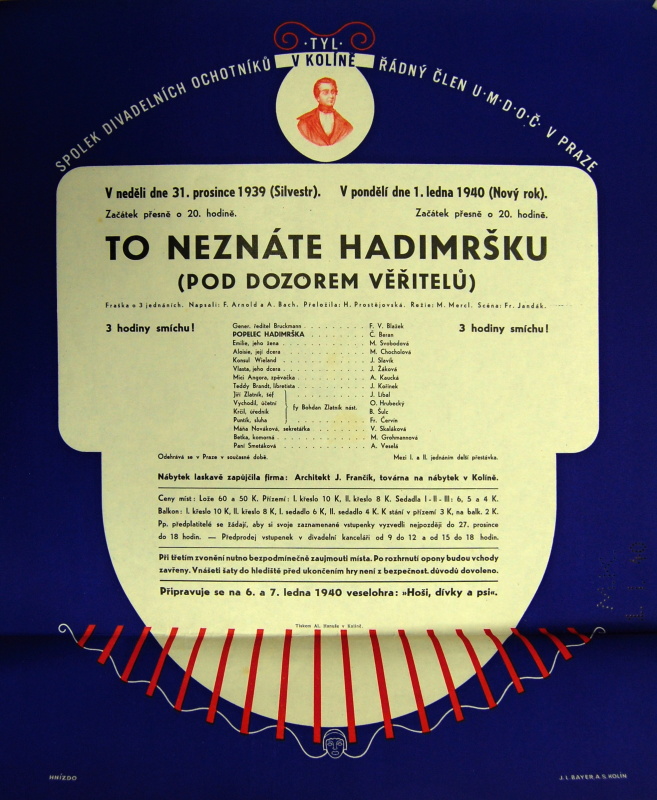 · TYL ·
V KOLÍNĚ
SPOLEK DIVADELNÍCH OCHOTNÍKŮ
ŘÁDNÝ ČLEN U·M·D·O·Č· V PRAZE
V neděli dne 31. prosince 1939 (Silvestr). V pondělí dne 1. ledna 1940 (Nový rok).
Začátek přesně o 20. hodině. Začátek přesně o 20. hodině.
TO NEZNÁTE HADIMRŠKU
(POD DOZOREM VĚŘITELŮ)
Fraška o 3 jednáních. Napsali: F. Arnold a A. Bach. Přeložila: H. Prostějovská. Režie: M. Mercl. Scéna: Fr. Jandák.
3 hodiny smíchu! 3 hodiny smíchu!
Gener. ředitel Bruckmann . . . . . . . . . F. V. Blažek
POPELEC HADIMRŠKA . . . . . . . . . Č. Beran
Emilie, jeho žena . . . . . . . . . M. Svobodová
Aloisie, její dcera . . . . . . . . . M. Chocholová
Konsul Wieland . . . . . . . . . J. Slavík
Vlasta, jeho dcera . . . . . . . . . J. Žáková
Mici Angora, zpěvačka . . . . . . . . . A. Kaucká
Teddy Brandt, libretista . . . . . . . . . J. Kořínek
Jiří Zlatník, šéf J. Líbal
Vychodil, účetní O. Hrubecký
fy Bohdan Zlatník nást.
Krčil, úředník B. Šulc
Puntík, sluha Fr. Červín
Máňa Nováková, sekretářka . . . . . . . V. Skaláková
Betka, komorná . . . . . . . . . M. Grohmannová
Paní Smetáková . . . . . . . . . A. Veselá
Odehrává se v Praze v současné době. Mezi I. a II. jednáním delší přestávka.
Nábytek laskavě zapůjčila firma: Architekt J. Frančík, továrna na nábytek v Kolíně.
Ceny míst: Lože 60 a 50 K. Přízemí: I. křeslo 10 K, II. křeslo 8 K. Sedadla I - II - III: 6, 5 a 4 K.
Balkon: I. křeslo 10 K, II. křeslo 8 K, I. sedadlo 6 K, II. sedadlo 4 K. K stání v přízemí 3 K, na balk. 2 K.
Pp. předplatitelé se žádají, aby si svoje zaznamenané vstupenky vyzvedli nejpozději do 27. prosince
do 18 hodin. — Předprodej vstupenek v divadelní kanceláři od 9 do 12 a od 15 do 18 hodin.
Při třetím zvonění nutno bezpodmínečně zaujmouti místa. Po rozhrnutí opony budou vchody
zavřeny. Vnášeti šaty do hlediště před ukončením hry není z bezpečnost. důvodů dovoleno.
Připravuje se na 6. a 7. ledna 1940 veselohra: »Hoši, dívky a psi«.
Tiskem Al. Daňuše v Kolíně.
HNÍZDO
J. L. BAYER, A. S. KOLÍN